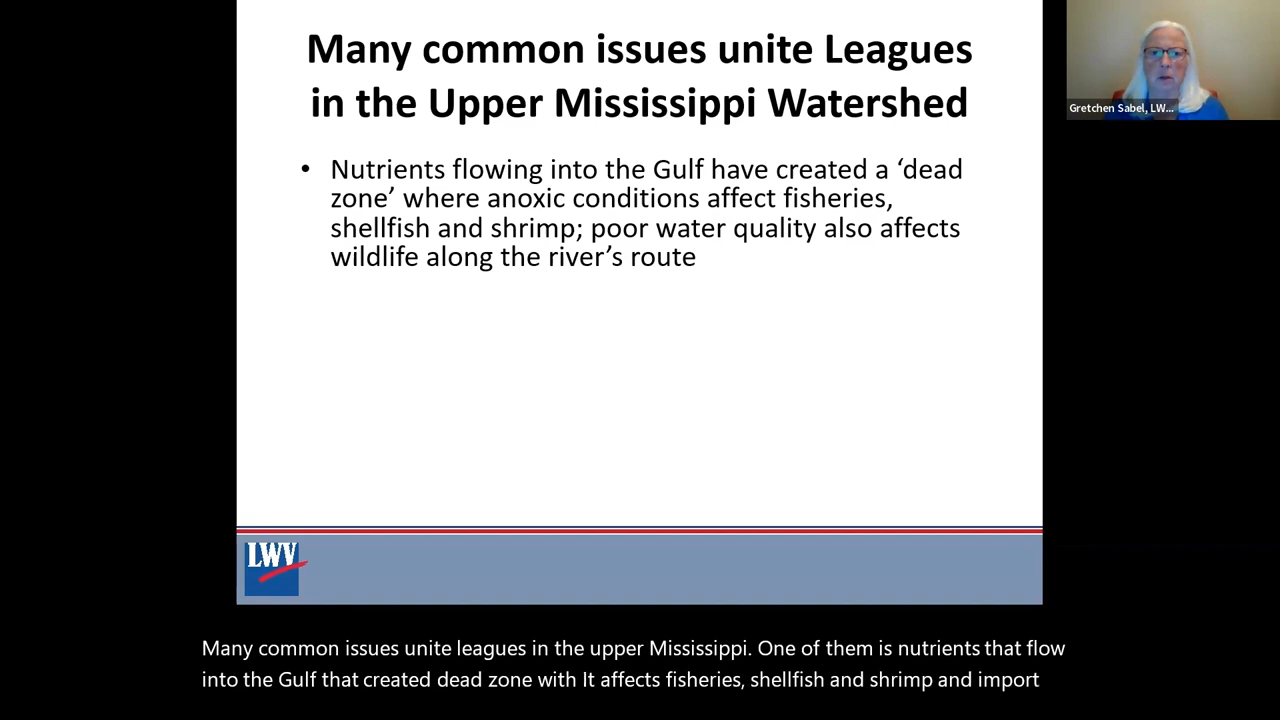 Many common issues unite Leagues
in the Upper Mississippi Watershed
• Nutrients flowing into the Gulf have created a ‘dead
zone’ where anoxic conditions affect fisheries,
shellfish and shrimp; poor water quality also affects
wildlife along the river’s route
Gretchen Sabel, LW...
LWV
Many common issues unite leagues in the upper Mississippi. One of them is nutrients that flow
into the Gulf that created dead zone with It affects fisheries, shellfish and shrimp and import